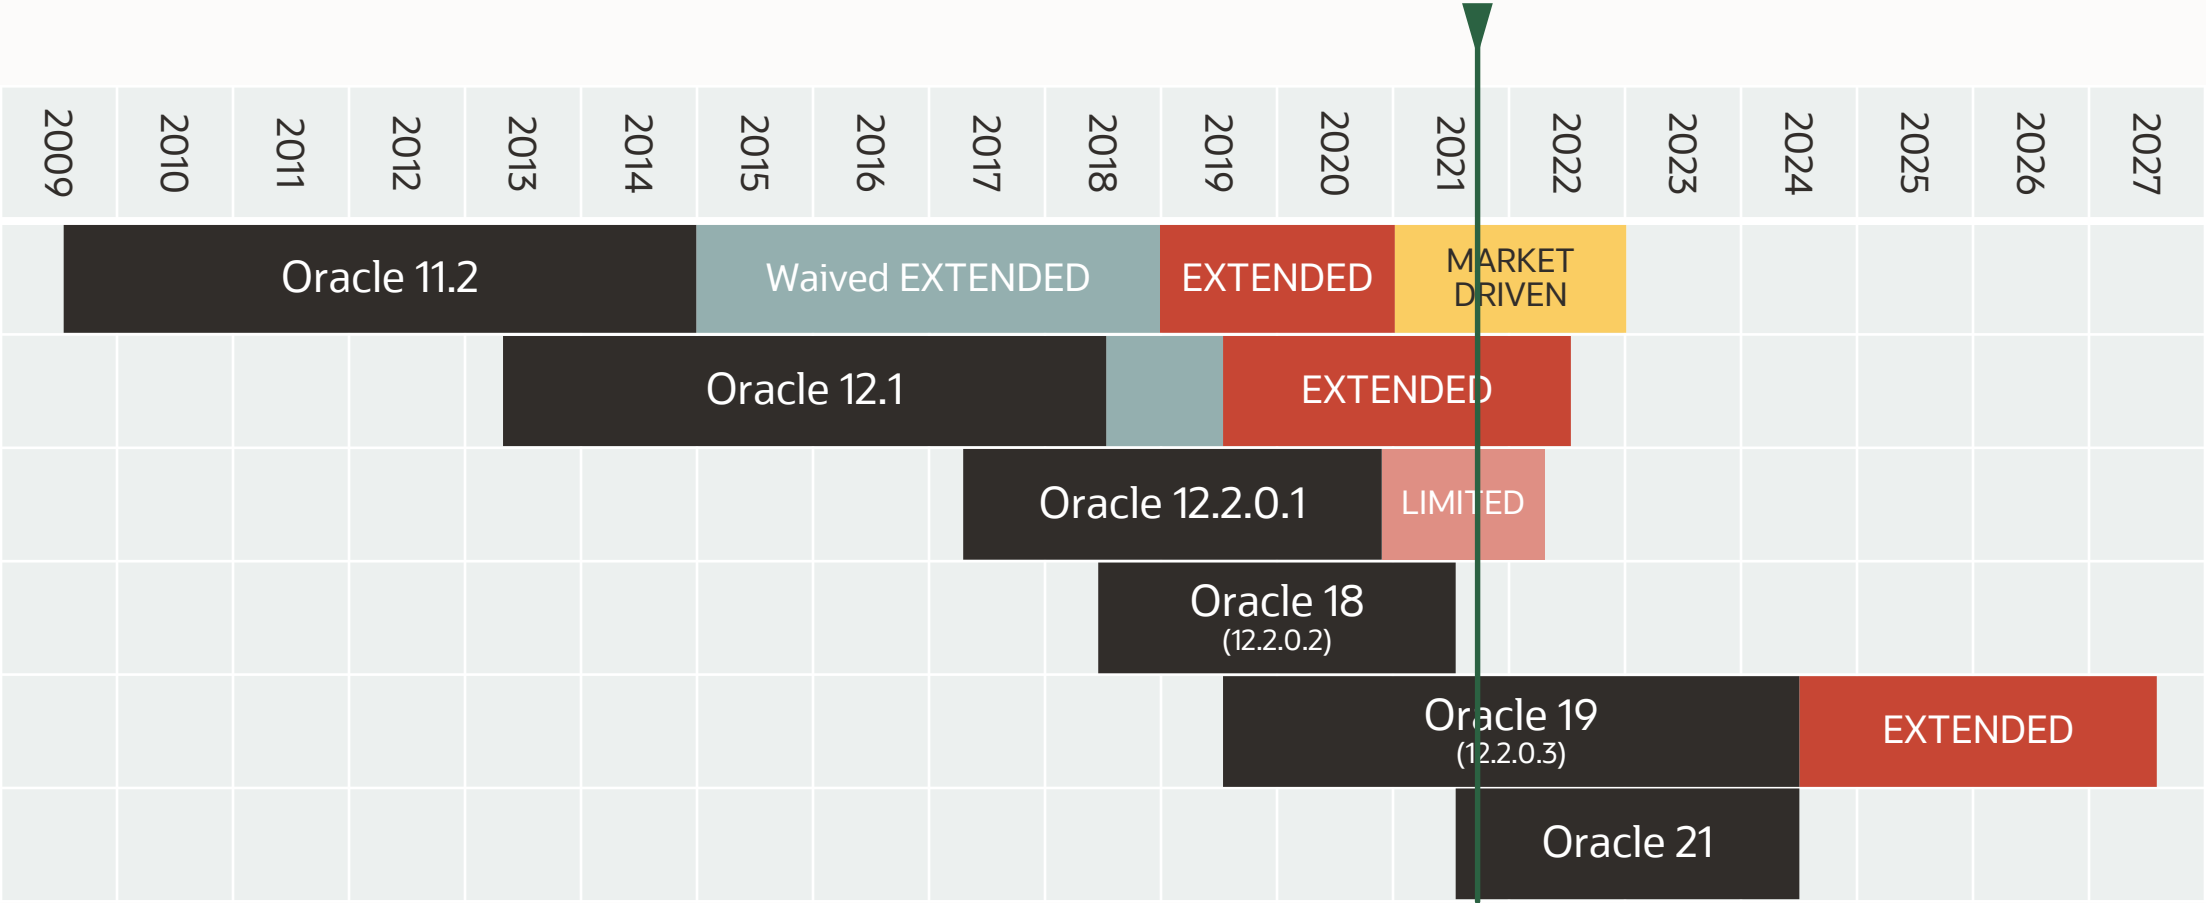 2009
2010
2011
2012
2013
2014
2015
2016
2017
2018
2019
2020
2021
2022
2023
2024
2025
2026
2027
Oracle 11.2
Waived EXTENDED
EXTENDED
MARKET
DRIVEN
Oracle 12.1
EXTENDED
Oracle 12.2.0.1
LIMITED
Oracle 18
(12.2.0.2)
Oracle 19
(12.2.0.3)
EXTENDED
Oracle 21